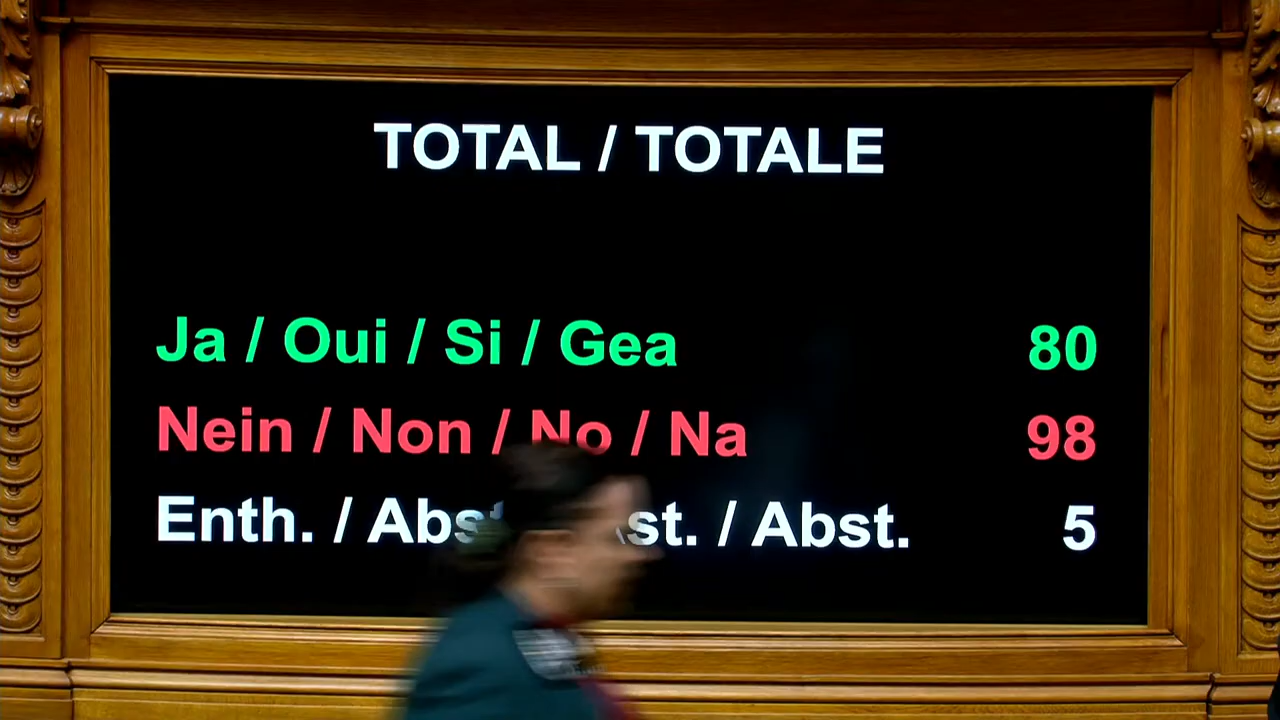 TOTAL / TOTALE
Ja / Oui / Si / Gea 80
Nein / Non / No / Na 98
Enth. / / Abst. 5